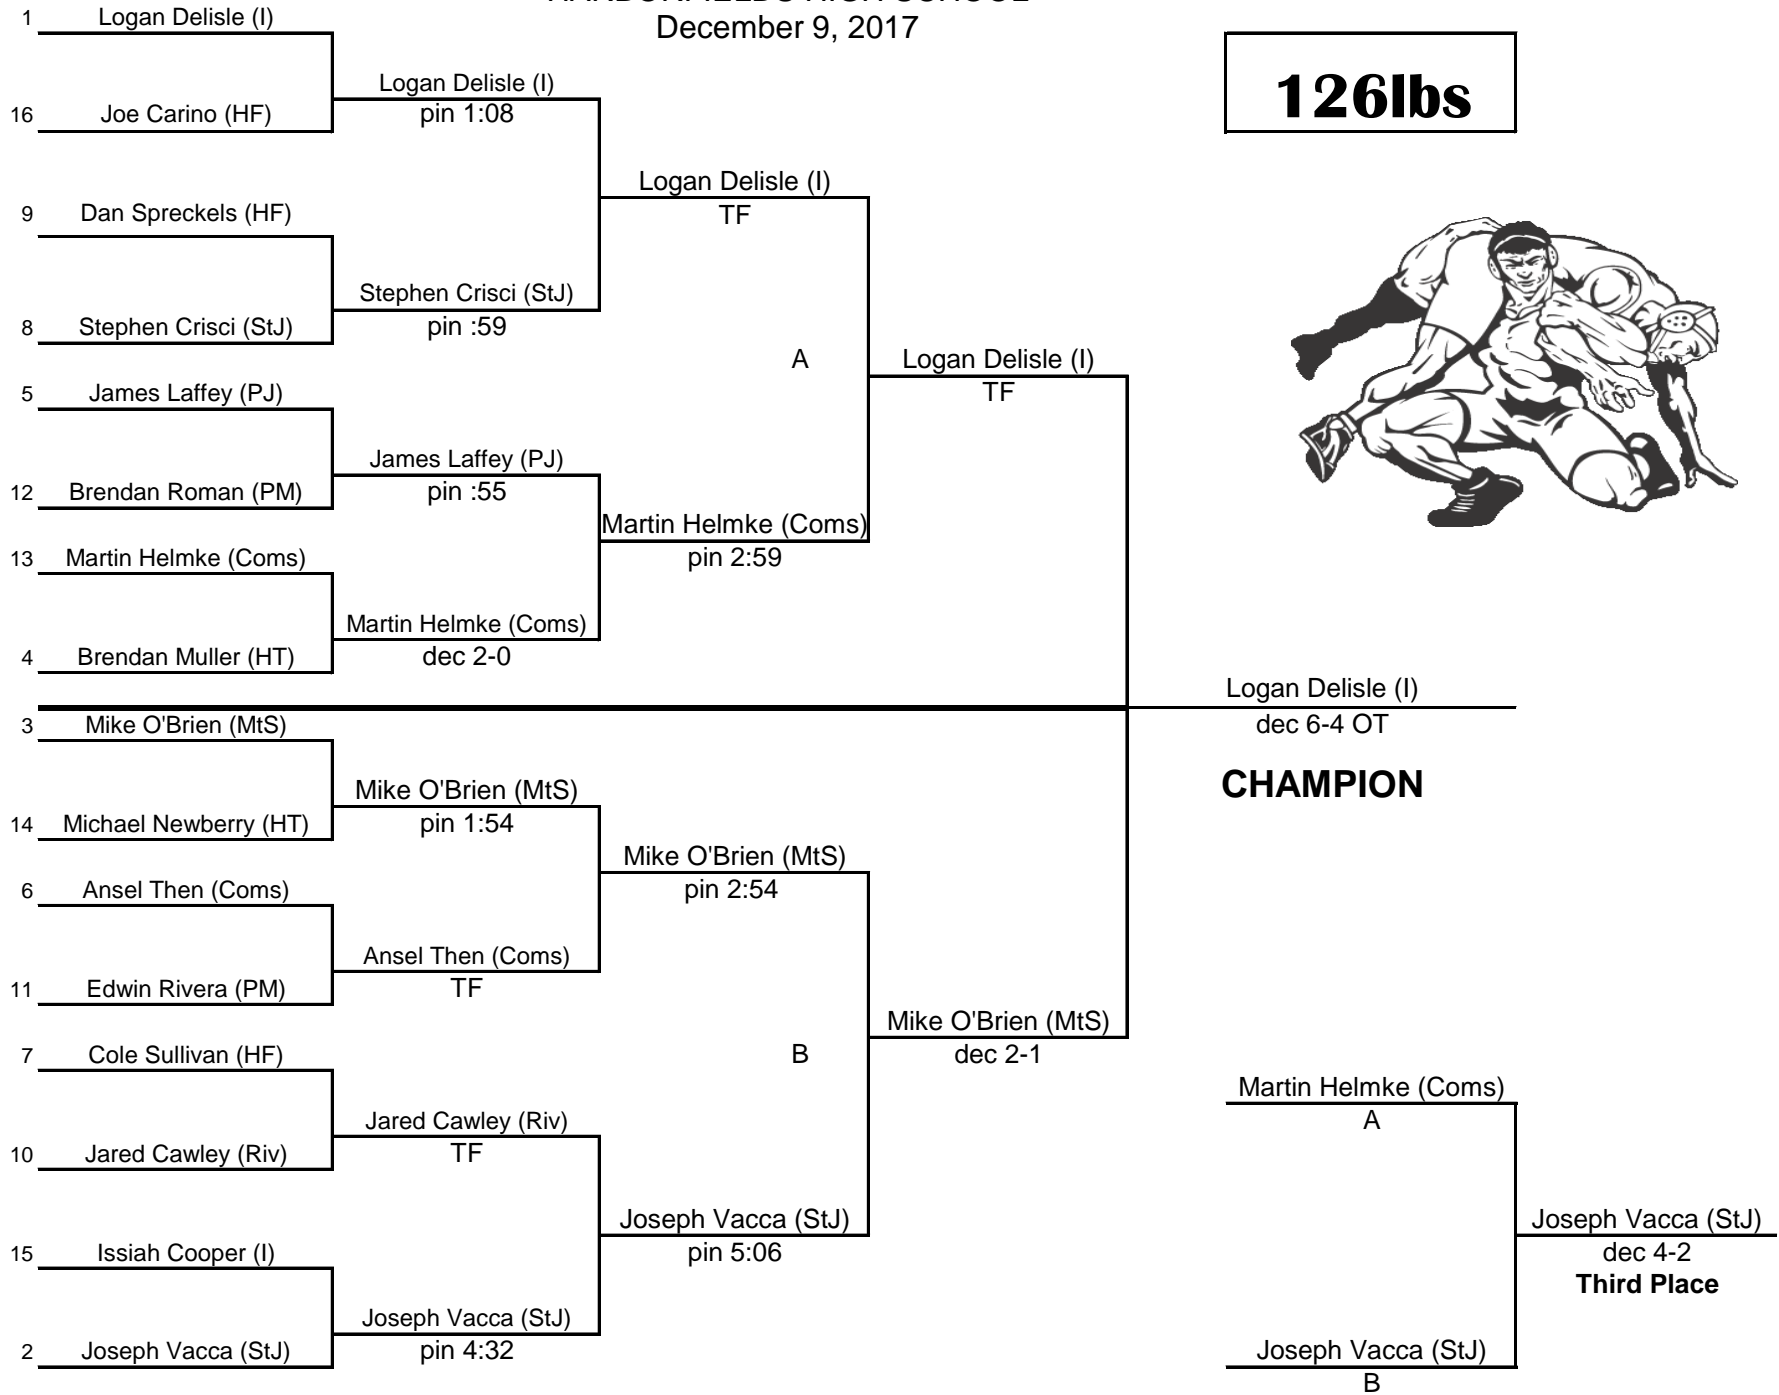 December 9, 2017
126lbs
1 Logan Delisle (I)
Logan Delisle (I)
pin 1:08
16 Joe Carino (HF)
Logan Delisle (I)
TF
9 Dan Spreckels (HF)
Stephen Crisci (StJ)
pin :59
8 Stephen Crisci (StJ)
A
Logan Delisle (I)
TF
5 James Laffey (PJ)
James Laffey (PJ)
pin :55
12 Brendan Roman (PM)
Martin Helmke (Coms)
pin 2:59
13 Martin Helmke (Coms)
Martin Helmke (Coms)
dec 2-0
4 Brendan Muller (HT)
Logan Delisle (I)
dec 6-4 OT
CHAMPION
3 Mike O'Brien (MtS)
Mike O'Brien (MtS)
pin 1:54
14 Michael Newberry (HT)
Mike O'Brien (MtS)
pin 2:54
6 Ansel Then (Coms)
Ansel Then (Coms)
TF
11 Edwin Rivera (PM)
Mike O'Brien (MtS)
dec 2-1
B
7 Cole Sullivan (HF)
Jared Cawley (Riv)
TF
10 Jared Cawley (Riv)
Joseph Vacca (StJ)
pin 5:06
15 Issiah Cooper (I)
Joseph Vacca (StJ)
pin 4:32
2 Joseph Vacca (StJ)
Martin Helmke (Coms)
A
Joseph Vacca (StJ)
dec 4-2
Third Place
Joseph Vacca (StJ)
B